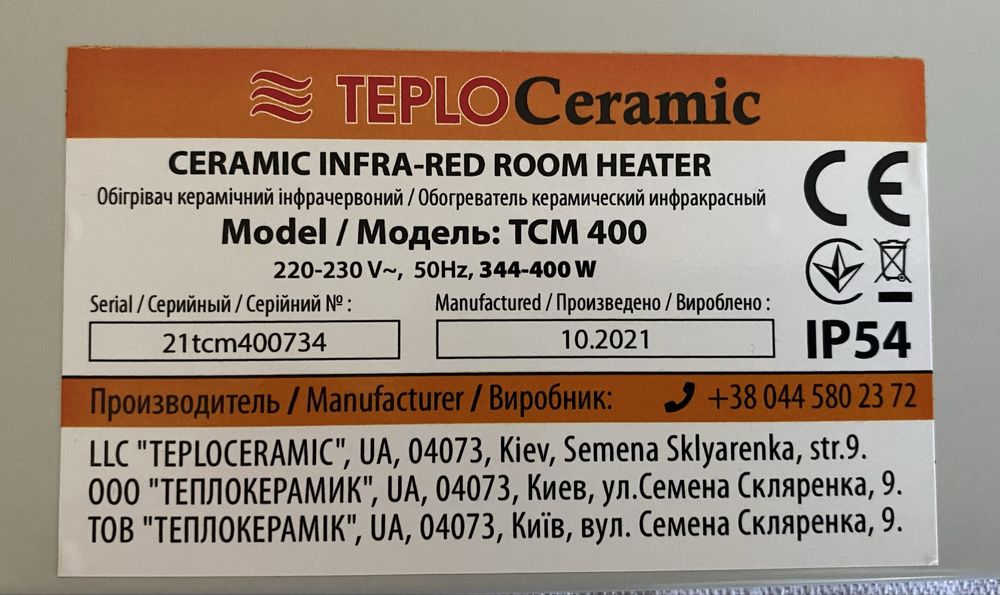 TEPLOCeramic
CERAMIC INFRA-RED ROOM HEATER
Обігрівач керамічний інфрачервоний / Обогреватель керамический инфракрасный
Model / Модель: TCM 400
220-230 V~, 50Hz, 344-400 W
CE
Serial / Серийный / Серійний № :
Manufactured / Произведено / Вироблено :
21tcm400734
10.2021
IP54
Производитель / Manufacturer / Виробник:
+38 044 580 23 72
LLC "TEPLOCERAMIC", UA, 04073, Kiev, Semena Sklyarenka, str.9.
ООО "ТЕПЛОКЕРАМИК", UA, 04073, Киев, ул.Семена Скляренка, 9.
ТОВ "ТЕПЛОКЕРАМІК", UA, 04073, Київ, вул. Семена Скляренка, 9.